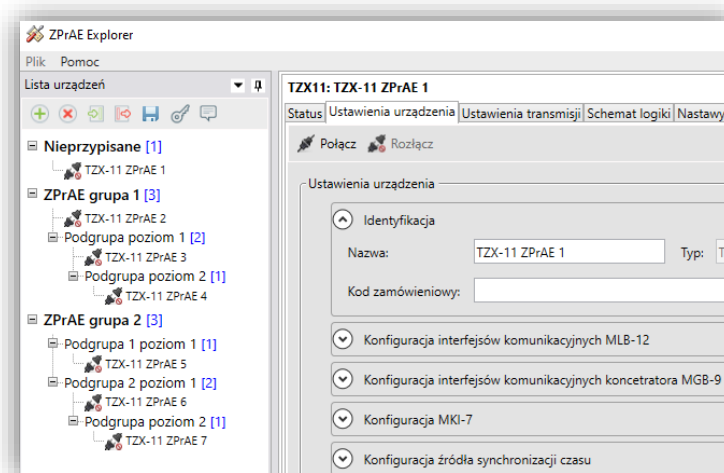 ZPrAE Explorer
Plik Pomoc
Lista urządzeń
Nieprzypisane [1]
TZX-11 ZPrAE 1
ZPrAE grupa 1 [3]
TZX-11 ZPrAE 2
Podgrupa poziom 1 [2]
TZX-11 ZPrAE 3
Podgrupa poziom 2 [1]
TZX-11 ZPrAE 4
ZPrAE grupa 2 [3]
Podgrupa 1 poziom 1 [1]
TZX-11 ZPrAE 5
Podgrupa 2 poziom 1 [2]
TZX-11 ZPrAE 6
Podgrupa poziom 2 [1]
TZX-11 ZPrAE 7
TZX11: TZX-11 ZPrAE 1
Status Ustawienia urządzenia Ustawienia transmisji Schemat logiki Nastawy
Połącz Rozłącz
Ustawienia urządzenia
Identyfikacja
Nazwa: TZX-11 ZPrAE 1 Typ: T
Kod zamówieniowy:
Konfiguracja interfejsów komunikacyjnych MLB-12
Konfiguracja interfejsów komunikacyjnych koncetratora MGB-9
Konfiguracja MKI-7
Konfiguracja źródła synchronizacji czasu